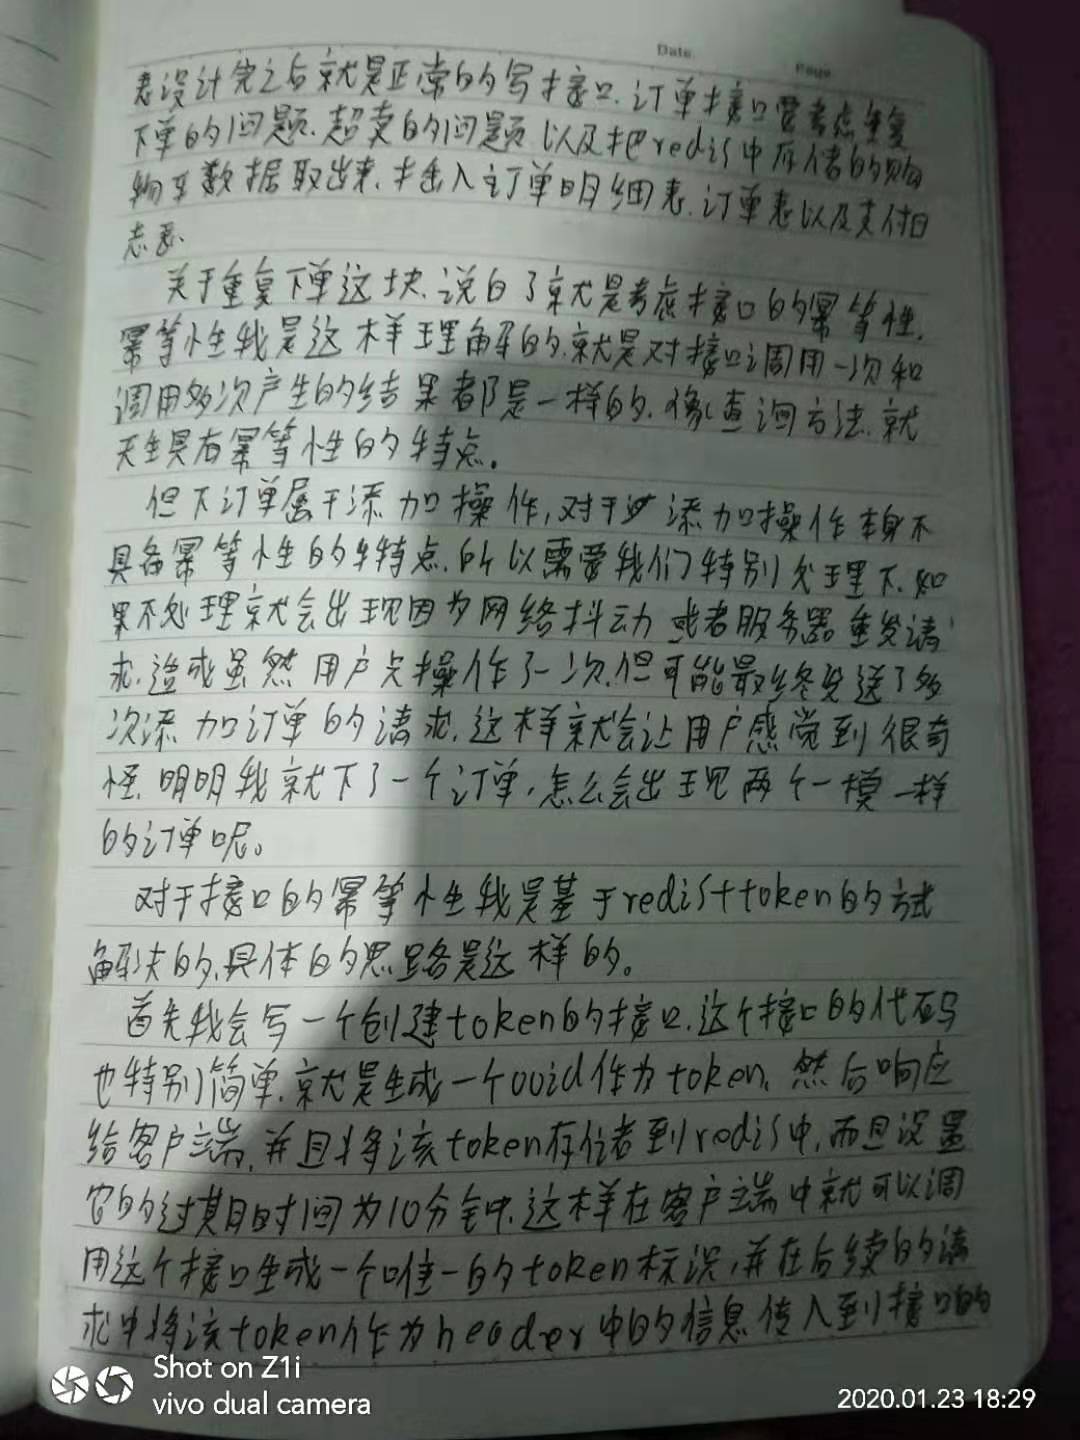 Date
Page
表设计完之后就是正常的写接口.订单接口要考虑重复
下单的问题.超卖的问题 以及把redis中存储的购
物车数据取出来.插入主订单明细表.订单表以及支付日
志表.
关于重复下单这块.说白了就是考虑接口的幂等性.
幂等性我是这样理解的.就是对接口调用一次和
调用多次产生的结果都是一样的.像查询方法.就
天生具有幂等性的特点。
但下订单属于添加操作,对于添加操作本身不
具备幂等性的特点.所以需要我们特别处理下.如
果不处理就会出现因为网络抖动或者服务器重发请
求.造成虽然用户只操作了一次.但可能最终发送了多
次添加订单的请求.这样就会让用户感觉到很奇
怪.明明我就下了一个订单,怎么会出现两个一模一样
的订单呢。
对于接口的幂等性我是基于redis+token的方式
解决的.具体的思路是这样的。
首先我会写一个创建token的接口.这个接口的代码
也特别简单.就是生成一个uuid作为token、然后响应
给客户端,并且将该token存储到redis中,而且设置
它的过期时间为10分钟.这样在客户端中就可以调
用这个接口生成一个唯一的token标识,并在后续的请
求中将该token作为header中的信息传入到接口的
Shot on Z1i
vivo dual camera
2020.01.23 18:29